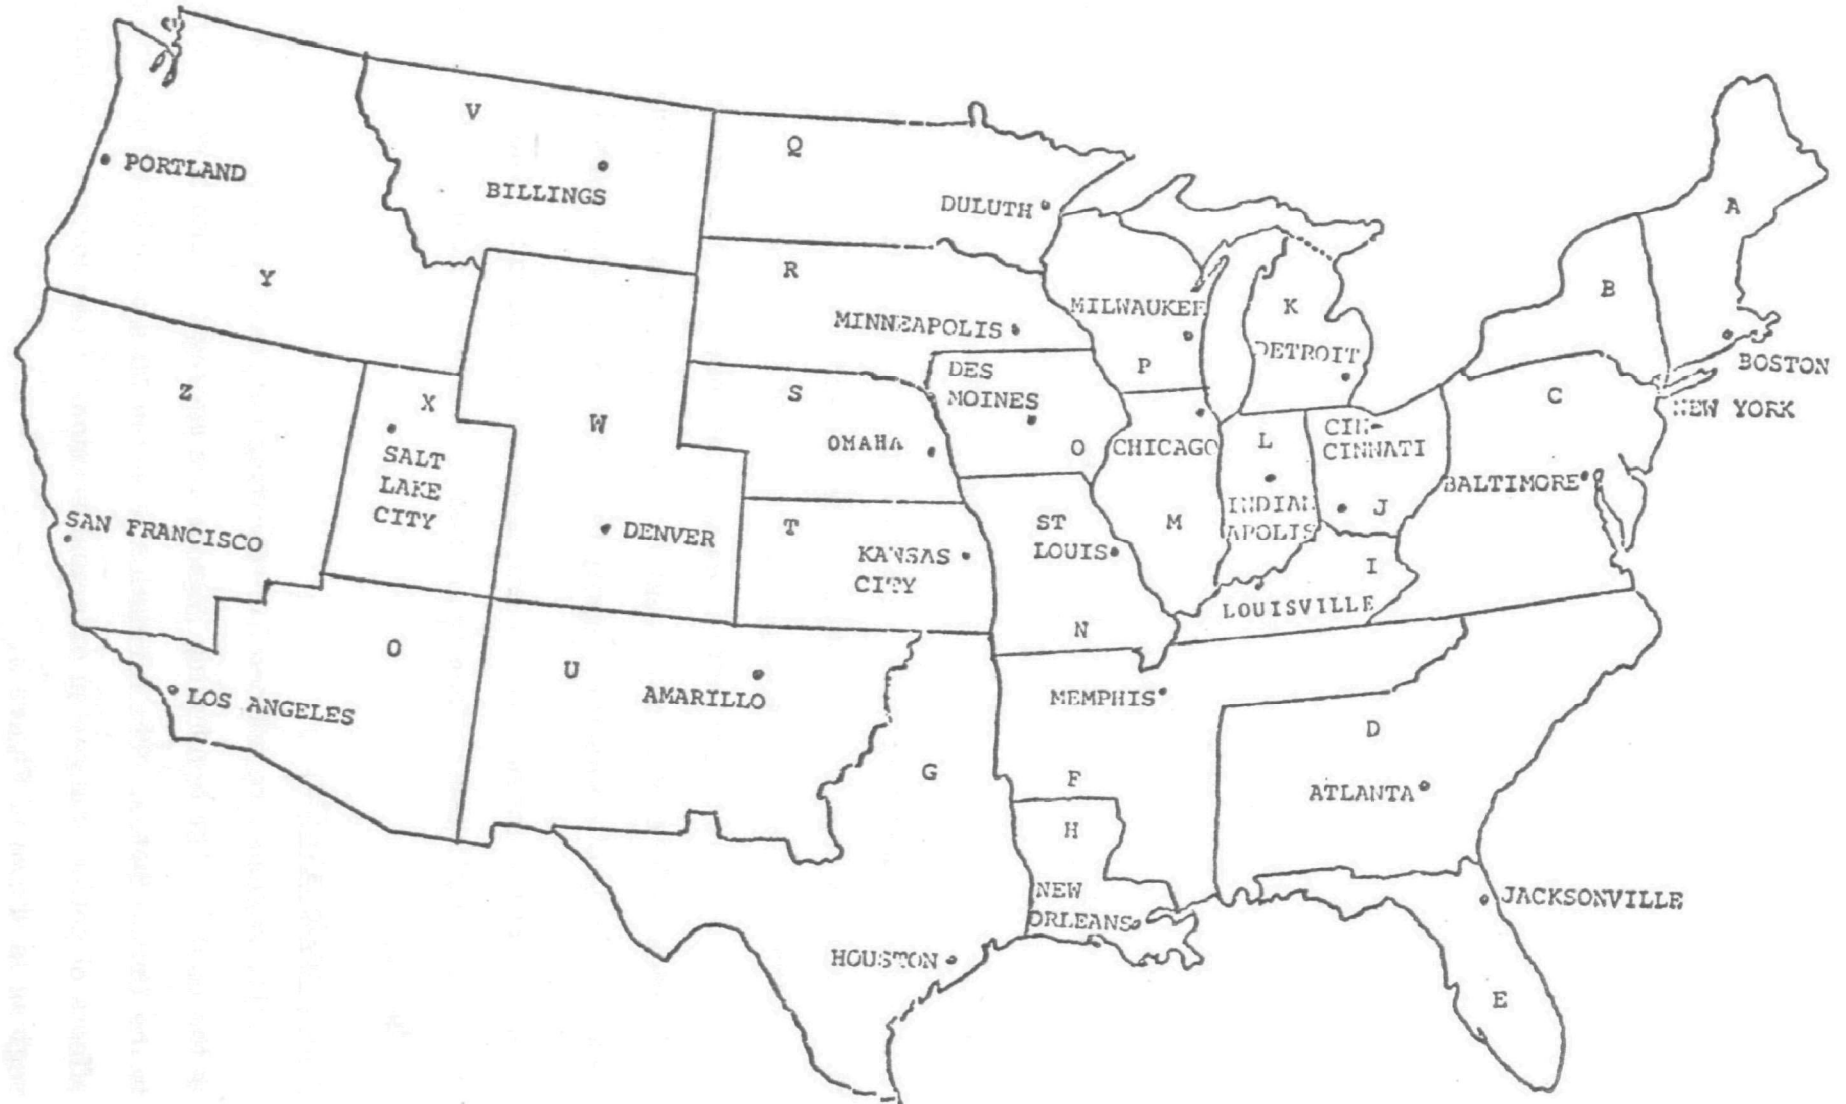 V
Q
PORTLAND
BILLINGS
DULUTH
A
Y
R
B
MILWAUKEE
K
MINNEAPOLIS
DETROIT
BOSTON
P
DES
MOINES
Z
X
S
C
NEW YORK
W
OMAHA
O
CHICAGO
L
CIN-
CINNATI
SALT
LAKE
CITY
BALTIMORE
SAN FRANCISCO
DENVER
T
KANSAS
CITY
ST
LOUIS
M
INDIAN
APOLIS
J
I
LOUISVILLE
N
O
U
LOS ANGELES
AMARILLO
MEMPHIS
D
G
F
ATLANTA
H
NEW
ORLEANS
JACKSONVILLE
HOUSTON
E